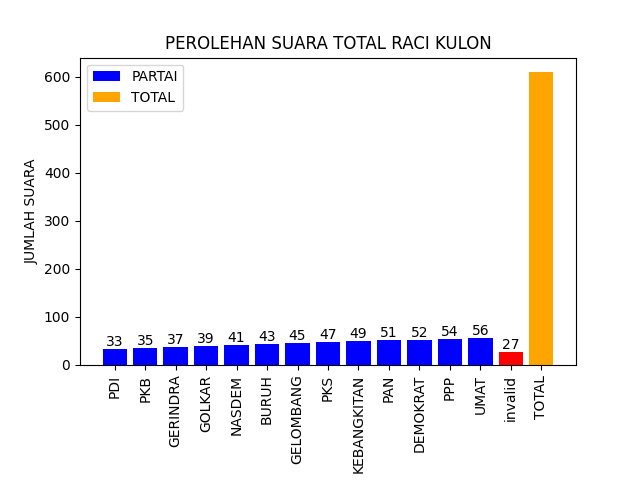 PEROLEHAN SUARA TOTAL RACI KULON
PARTAI
TOTAL
JUMLAH SUARA
600
500
400
300
200
100
0
33 35 37 39 41 43 45 47 49 51 52 54 56 27
PDI
PKB
GERINDRA
GOLKAR
NASDEM
BURUH
GELOMBANG
PKS
KEBANGKITAN
PAN
DEMOKRAT
PPP
UMAT
invalid
TOTAL